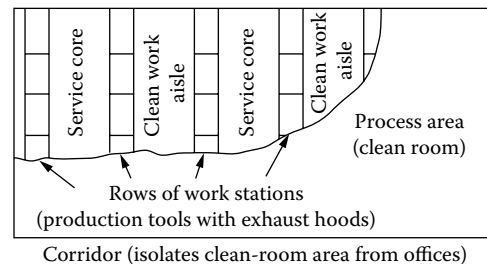 Service core
Clean work
aisle
Service core
Clean work
aisle
Process area
(clean room)
Rows of work stations
(production tools with exhaust hoods)
Corridor (isolates clean-room area from offices)